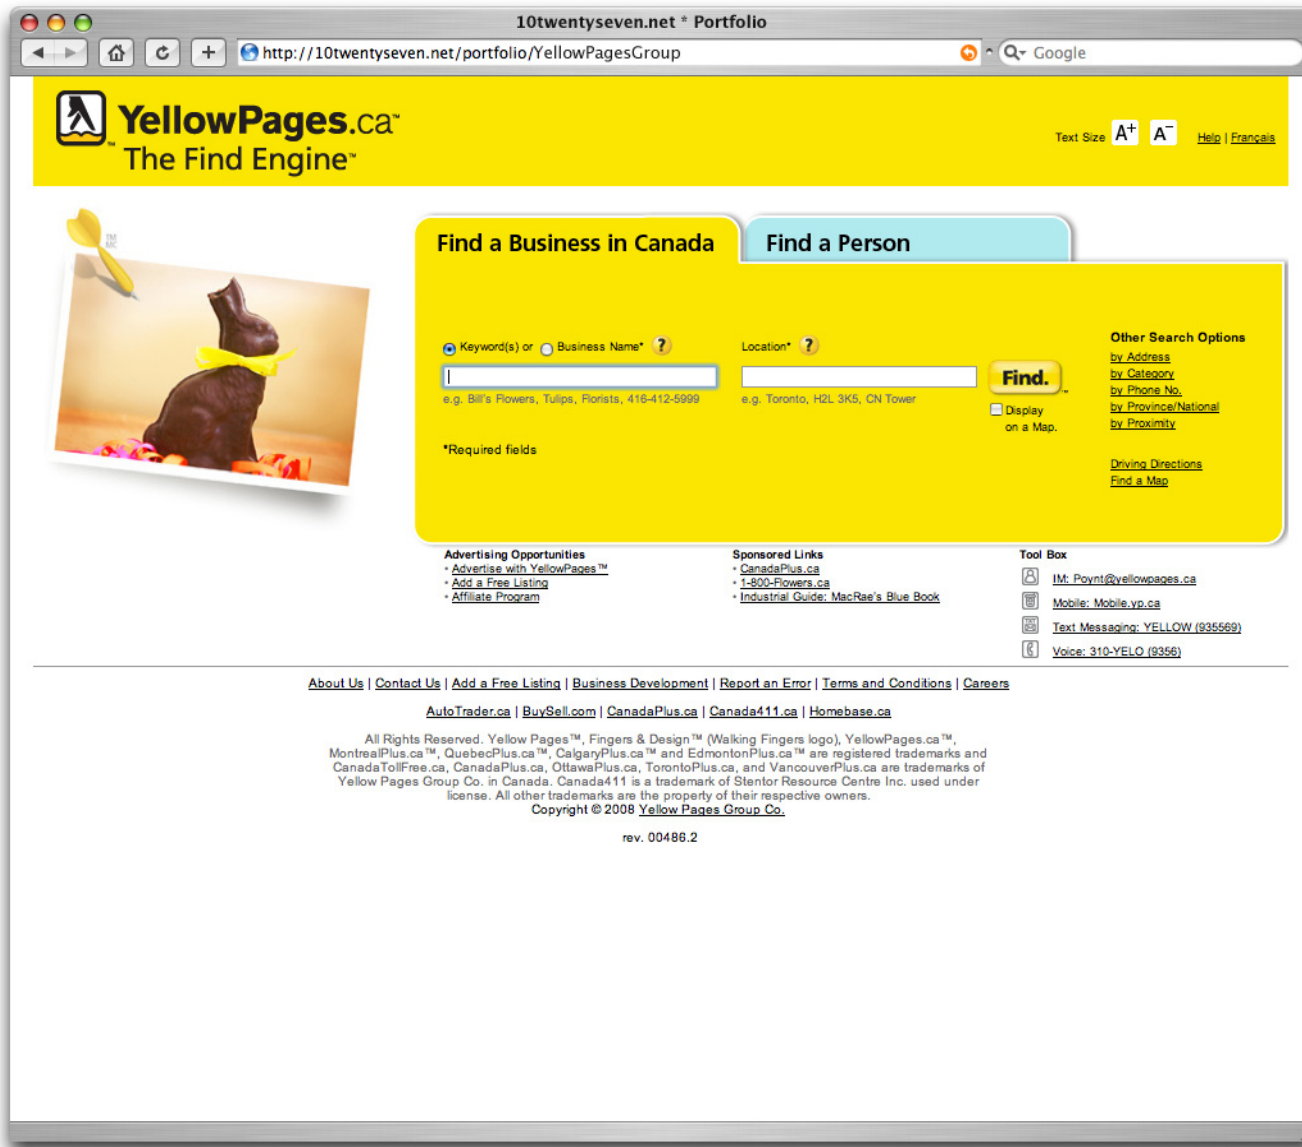 10twentyseven.net * Portfolio
http://10twentyseven.net/portfolio/YellowPagesGroup
Google
YellowPages.ca™
The Find Engine™
Text Size A+ A- Help | Français
TM
MC
Find a Business in Canada
Find a Person
Keyword(s) or Business Name* ?
Location* ?
e.g. Bill's Flowers, Tulips, Florists, 416-412-5999
e.g. Toronto, H2L 3K5, CN Tower
*Required fields
Find.™
Display
on a Map.
Other Search Options
by Address
by Category
by Phone No.
by Province/National
by Proximity
Driving Directions
Find a Map
Advertising Opportunities
• Advertise with YellowPages™
• Add a Free Listing
• Affiliate Program
Sponsored Links
• CanadaPlus.ca
• 1-800-Flowers.ca
• Industrial Guide: MacRae's Blue Book
Tool Box
IM: Poynt@yellowpages.ca
Mobile: Mobile.yp.ca
Text Messaging: YELLOW (935569)
Voice: 310-YELO (9356)
About Us | Contact Us | Add a Free Listing | Business Development | Report an Error | Terms and Conditions | Careers
AutoTrader.ca | BuySell.com | CanadaPlus.ca | Canada411.ca | Homebase.ca
All Rights Reserved. Yellow Pages™, Fingers & Design™ (Walking Fingers logo), YellowPages.ca™,
MontrealPlus.ca™, QuebecPlus.ca™, CalgaryPlus.ca™ and EdmontonPlus.ca™ are registered trademarks and
CanadaTollFree.ca, CanadaPlus.ca, OttawaPlus.ca, TorontoPlus.ca, and VancouverPlus.ca are trademarks of
Yellow Pages Group Co. in Canada. Canada411 is a trademark of Stentor Resource Centre Inc. used under
license. All other trademarks are the property of their respective owners.
Copyright © 2008 Yellow Pages Group Co.
rev. 00486.2